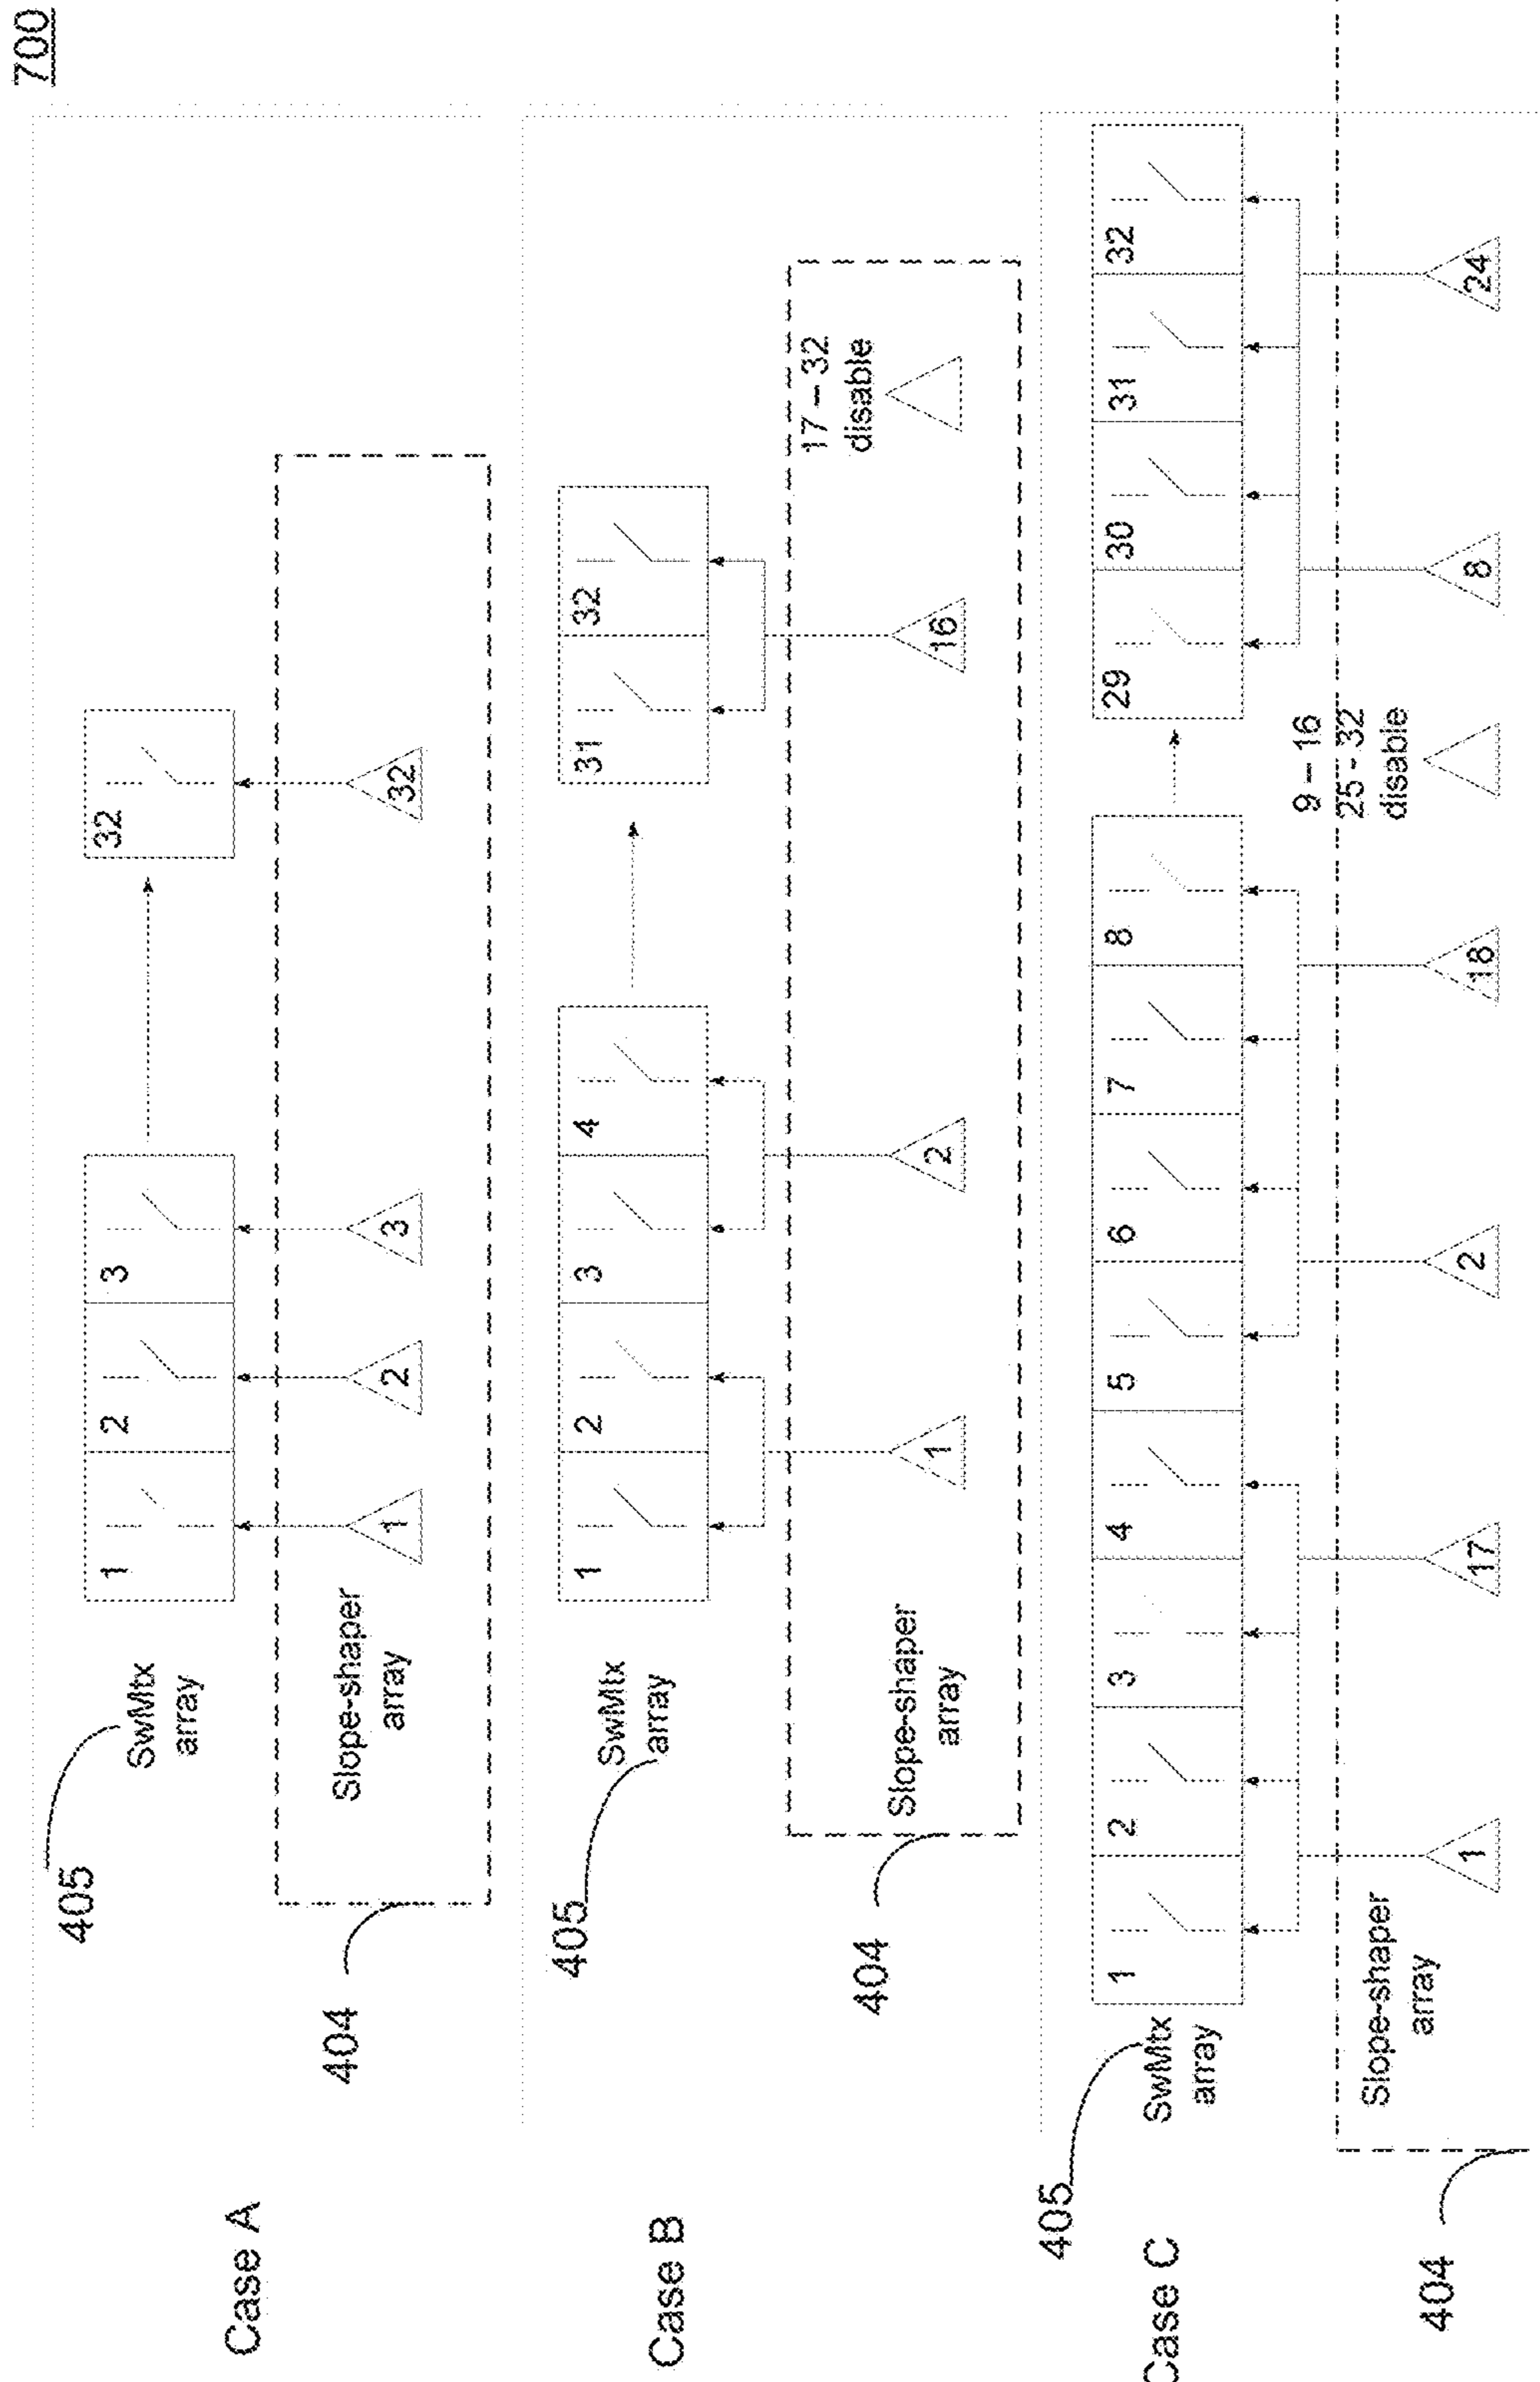 700
Case A
405
SwMtx
array
1
2
3
32
404
Slope-shaper
array
1
2
3
32
Case B
405
SwMtx
array
1
2
3
4
31
32
404
Slope-shaper
array
1
2
16
17 – 32
disable
Case C
405
SwMtx
array
1
2
3
4
5
6
7
8
29
30
31
32
404
Slope-shaper
array
1
17
2
18
9 – 16
25 - 32
disable
8
24